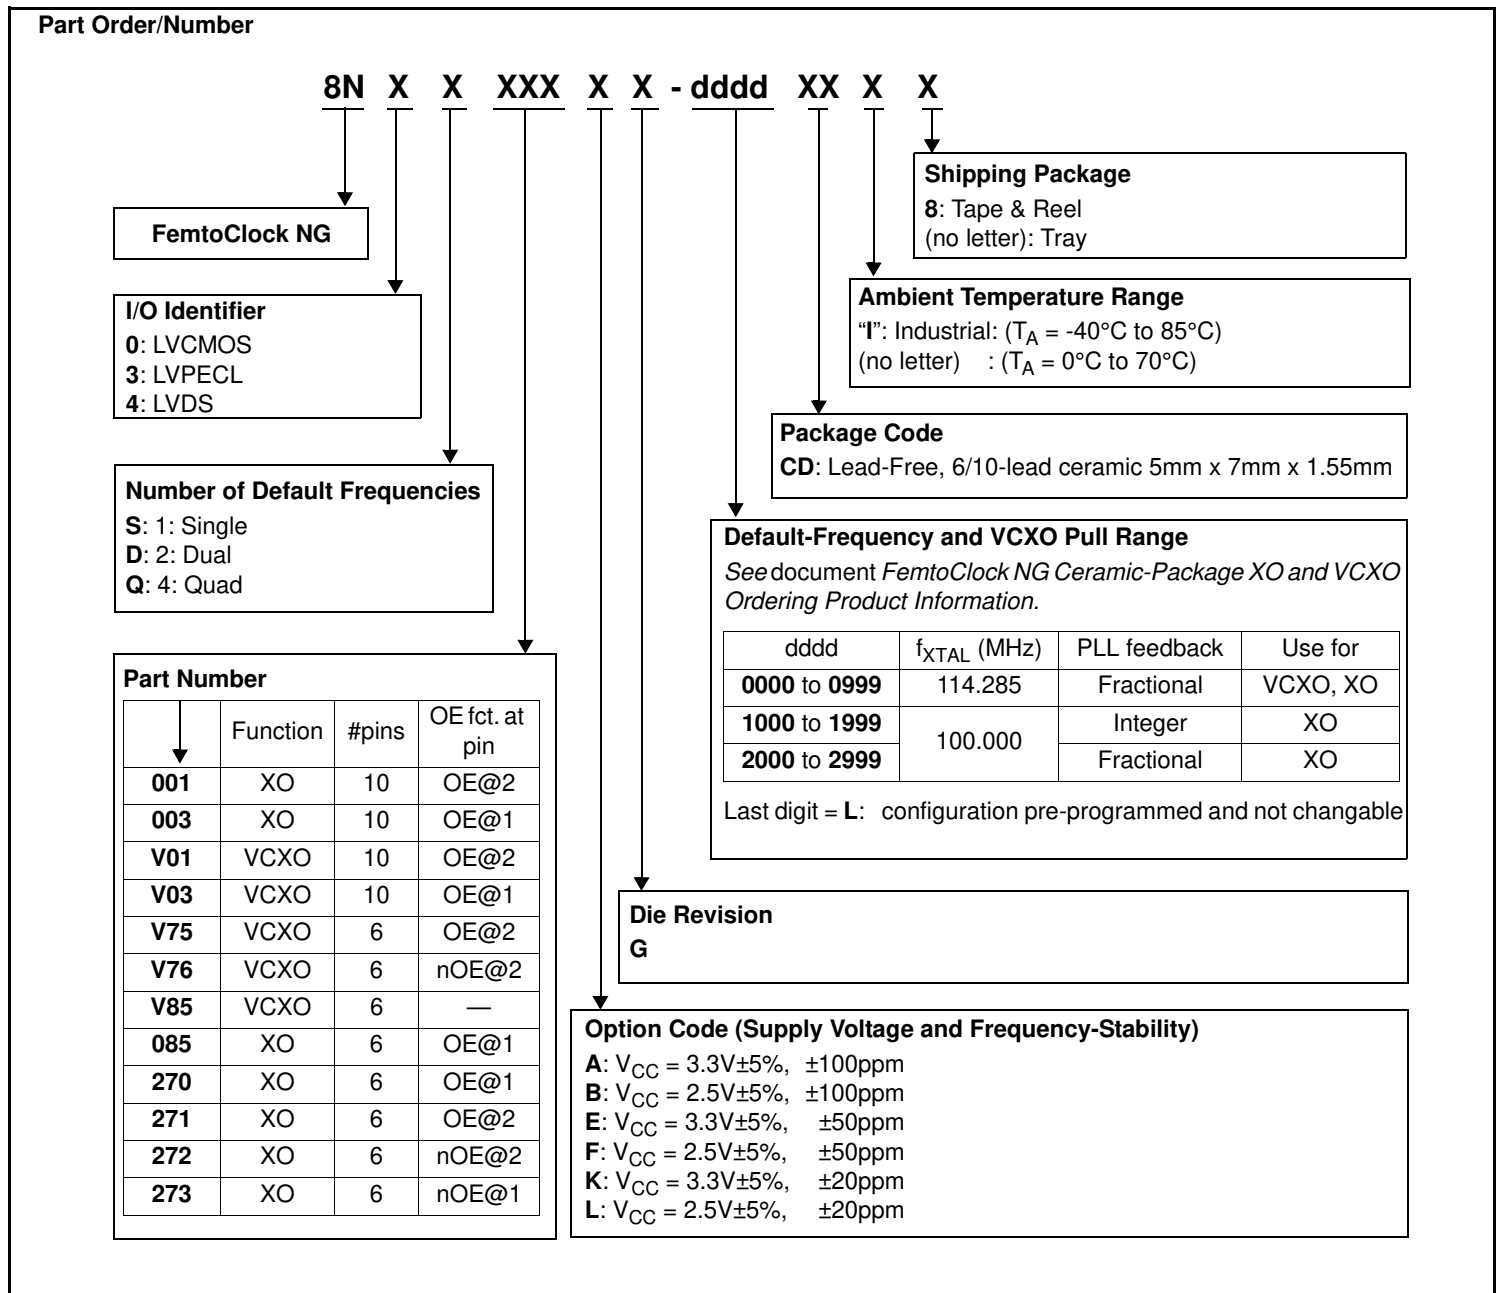 Part Order/Number
8N X X XXX X X - dddd XX X X
Shipping Package
8: Tape & Reel
(no letter): Tray
FemtoClock NG
Ambient Temperature Range
“I”: Industrial: (TA = -40°C to 85°C)
(no letter) : (TA = 0°C to 70°C)
I/O Identifier
0: LVCMOS
3: LVPECL
4: LVDS
Package Code
CD: Lead-Free, 6/10-lead ceramic 5mm x 7mm x 1.55mm
Number of Default Frequencies
S: 1: Single
D: 2: Dual
Q: 4: Quad
Default-Frequency and VCXO Pull Range
See document FemtoClock NG Ceramic-Package XO and VCXO
Ordering Product Information.
dddd fXTAL (MHz) PLL feedback Use for
0000 to 0999 114.285 Fractional VCXO, XO
1000 to 1999 100.000 Integer XO
2000 to 2999 Fractional XO
Last digit = L: configuration pre-programmed and not changable
Part Number
Function #pins OE fct. at
pin
001 XO 10 OE@2
003 XO 10 OE@1
V01 VCXO 10 OE@2
V03 VCXO 10 OE@1
V75 VCXO 6 OE@2
V76 VCXO 6 nOE@2
V85 VCXO 6 —
085 XO 6 OE@1
270 XO 6 OE@1
271 XO 6 OE@2
272 XO 6 nOE@2
273 XO 6 nOE@1
Die Revision
G
Option Code (Supply Voltage and Frequency-Stability)
A: VCC = 3.3V±5%, ±100ppm
B: VCC = 2.5V±5%, ±100ppm
E: VCC = 3.3V±5%, ±50ppm
F: VCC = 2.5V±5%, ±50ppm
K: VCC = 3.3V±5%, ±20ppm
L: VCC = 2.5V±5%, ±20ppm